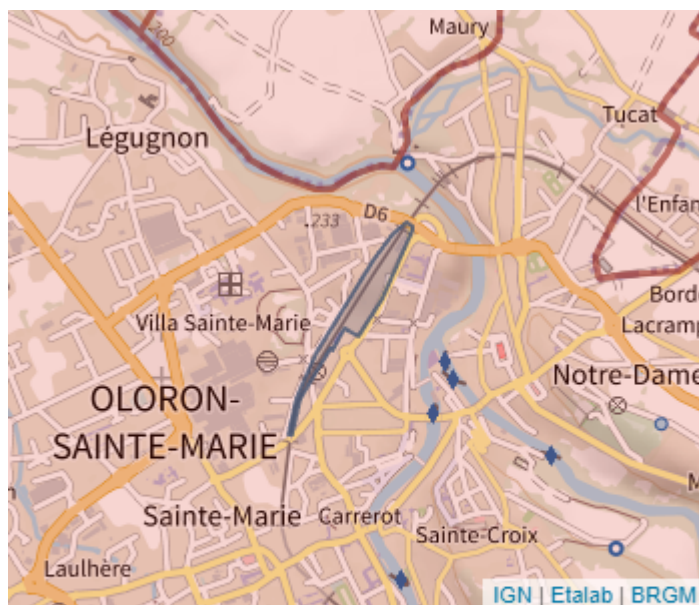 Maury
200
Tucat
Légugnon
l'Enfan
D6
233
Bord
Lacramp
Villa Sainte-Marie
Notre-Dame
OLORON-
SAINTE-MARIE
M
n
Sainte-Marie
Carrerot
Sainte-Croix
Laulhère
IGN | Etalab | BRGM